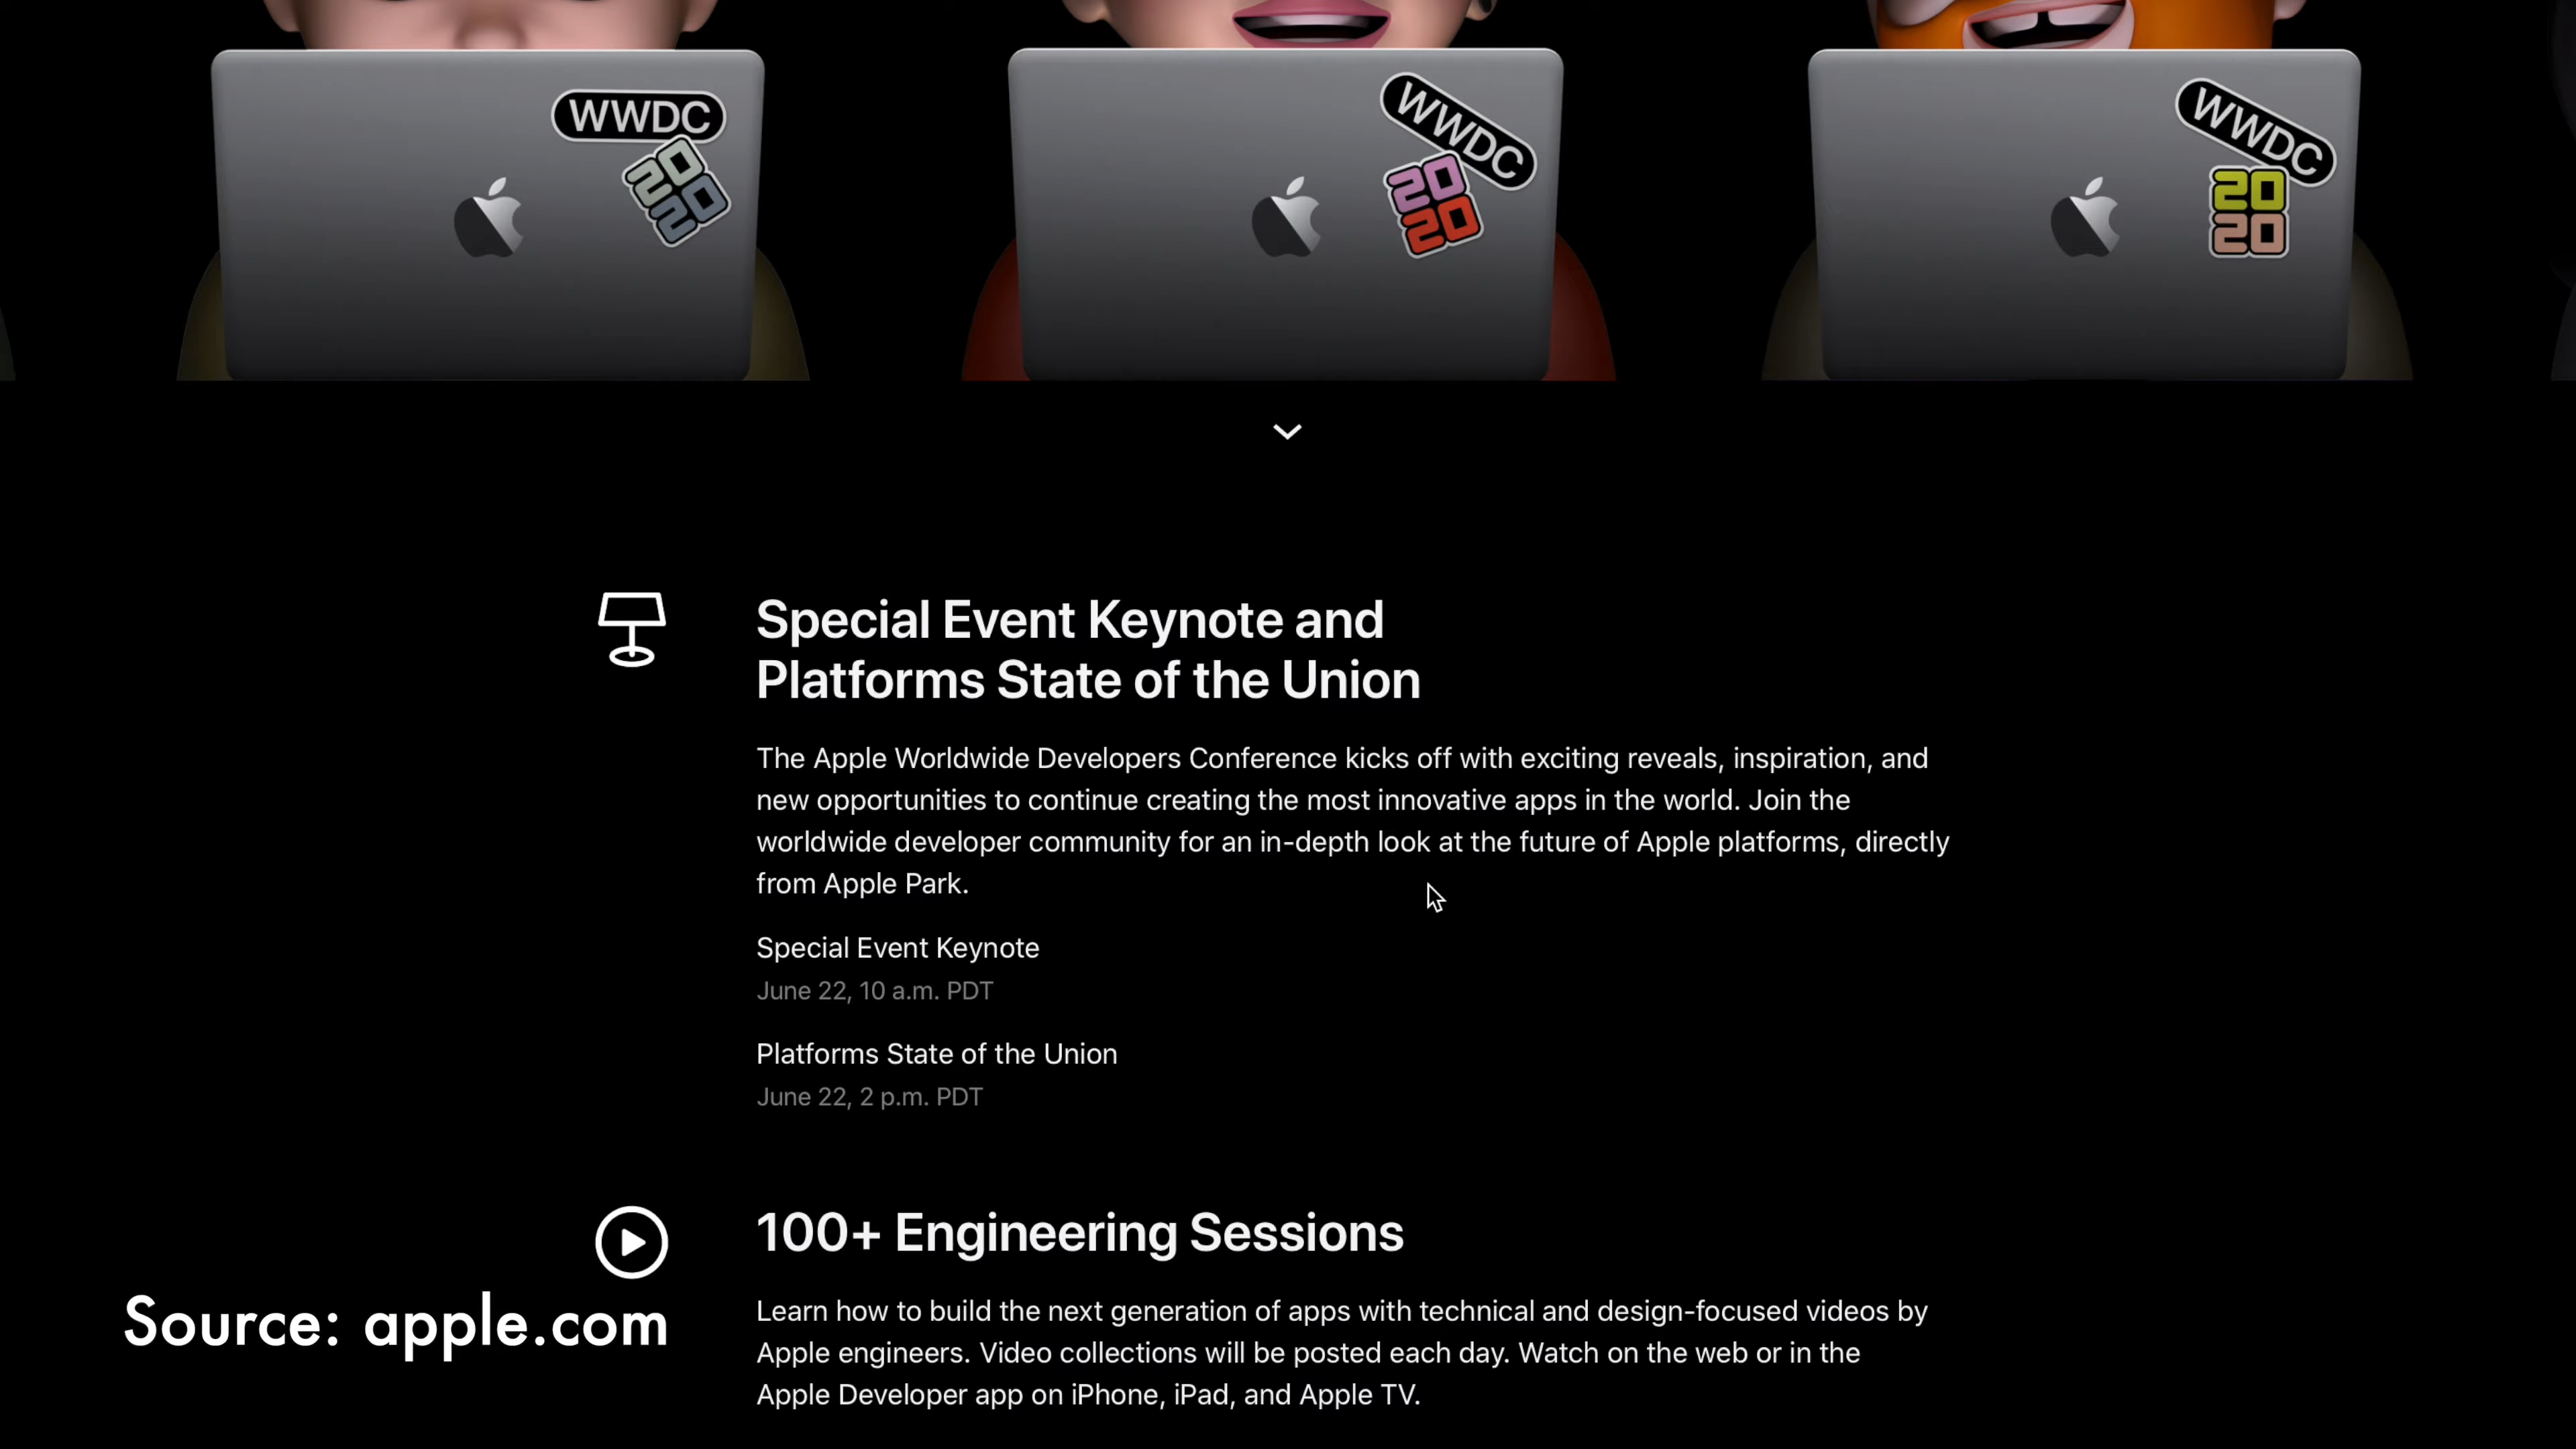 WWDC
20
20
WWDC
20
20
WWDC
20
20
Special Event Keynote and
Platforms State of the Union
The Apple Worldwide Developers Conference kicks off with exciting reveals, inspiration, and
new opportunities to continue creating the most innovative apps in the world. Join the
worldwide developer community for an in-depth look at the future of Apple platforms, directly
from Apple Park.
Special Event Keynote
June 22, 10 a.m. PDT
Platforms State of the Union
June 22, 2 p.m. PDT
100+ Engineering Sessions
Learn how to build the next generation of apps with technical and design-focused videos by
Apple engineers. Video collections will be posted each day. Watch on the web or in the
Apple Developer app on iPhone, iPad, and Apple TV.
Source: apple.com